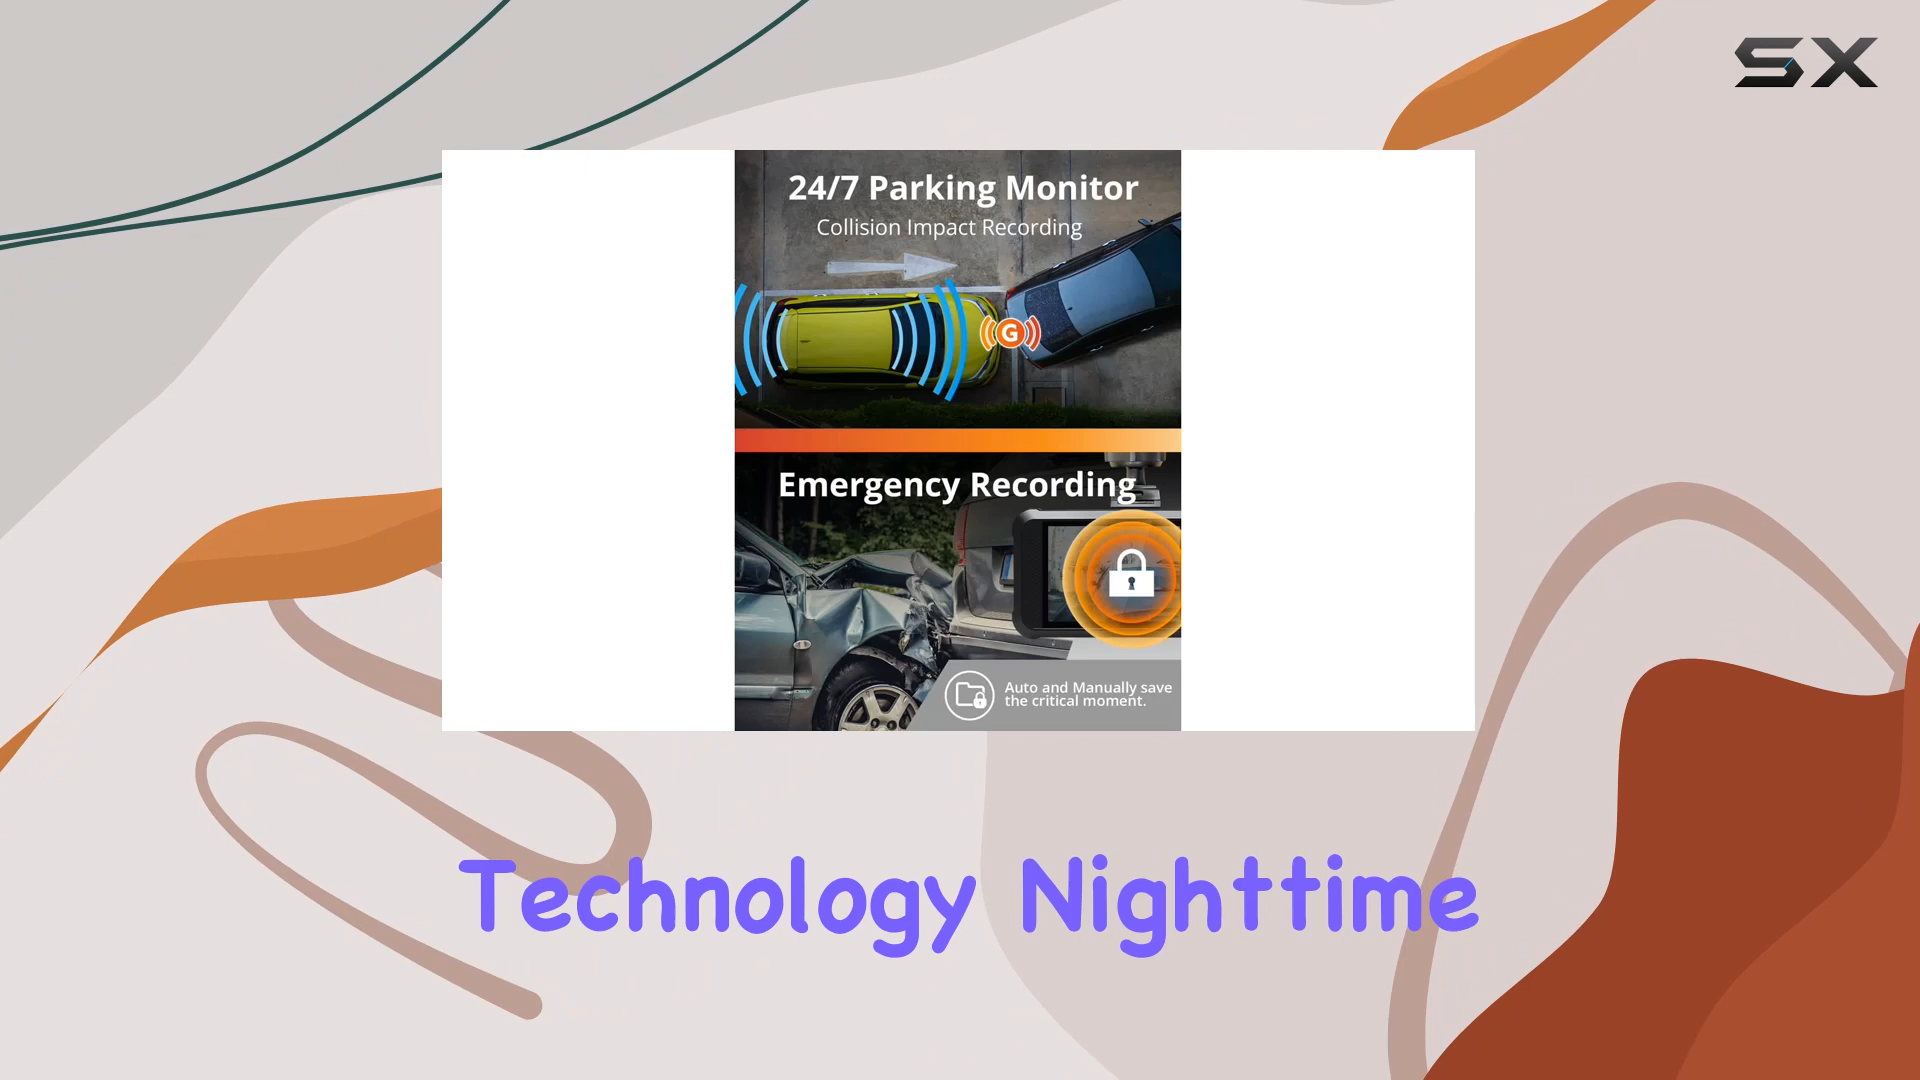 SX
24/7 Parking Monitor
Collision Impact Recording
G
Emergency Recording
Auto and Manually save
the critical moment.
Technology Nighttime